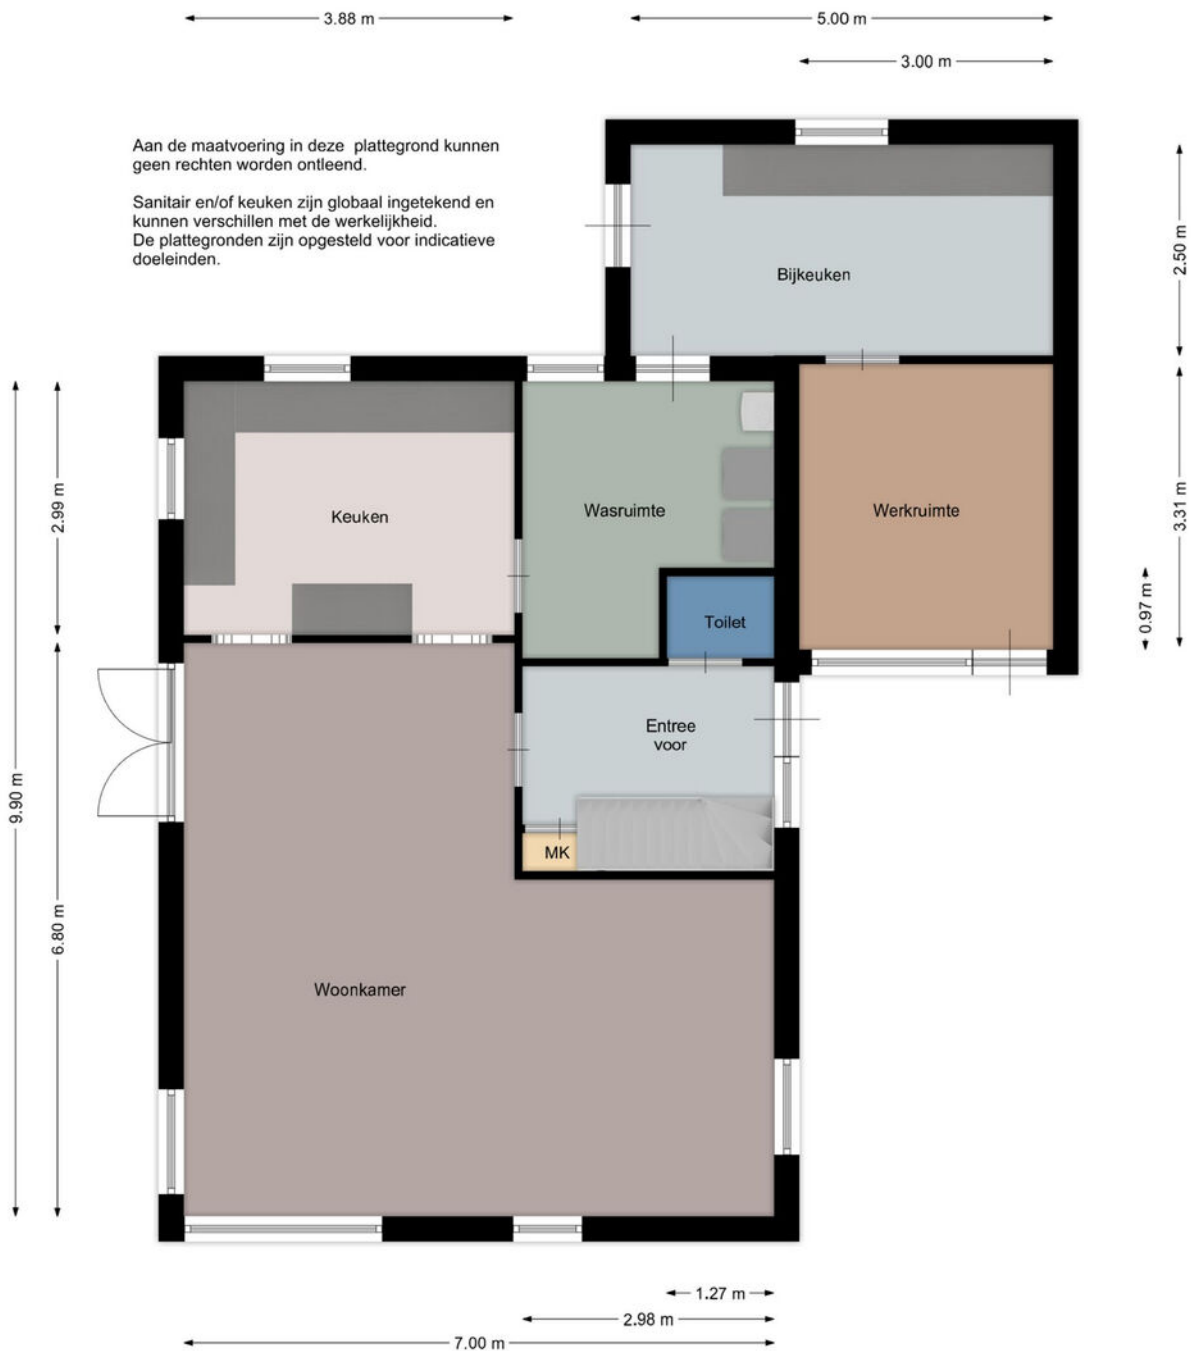 3.88 m
5.00 m
3.00 m
Aan de maatvoering in deze plattegrond kunnen
geen rechten worden ontleend.
Sanitair en/of keuken zijn globaal ingetekend en
kunnen verschillen met de werkelijkheid.
De plattegronden zijn opgesteld voor indicatieve
doeleinden.
2.50 m
Bijkeuken
2.99 m
Keuken
Wasruimte
Werkruimte
3.31 m
0.97 m
Toilet
Entree
voor
9.90 m
MK
6.80 m
Woonkamer
1.27 m
2.98 m
7.00 m